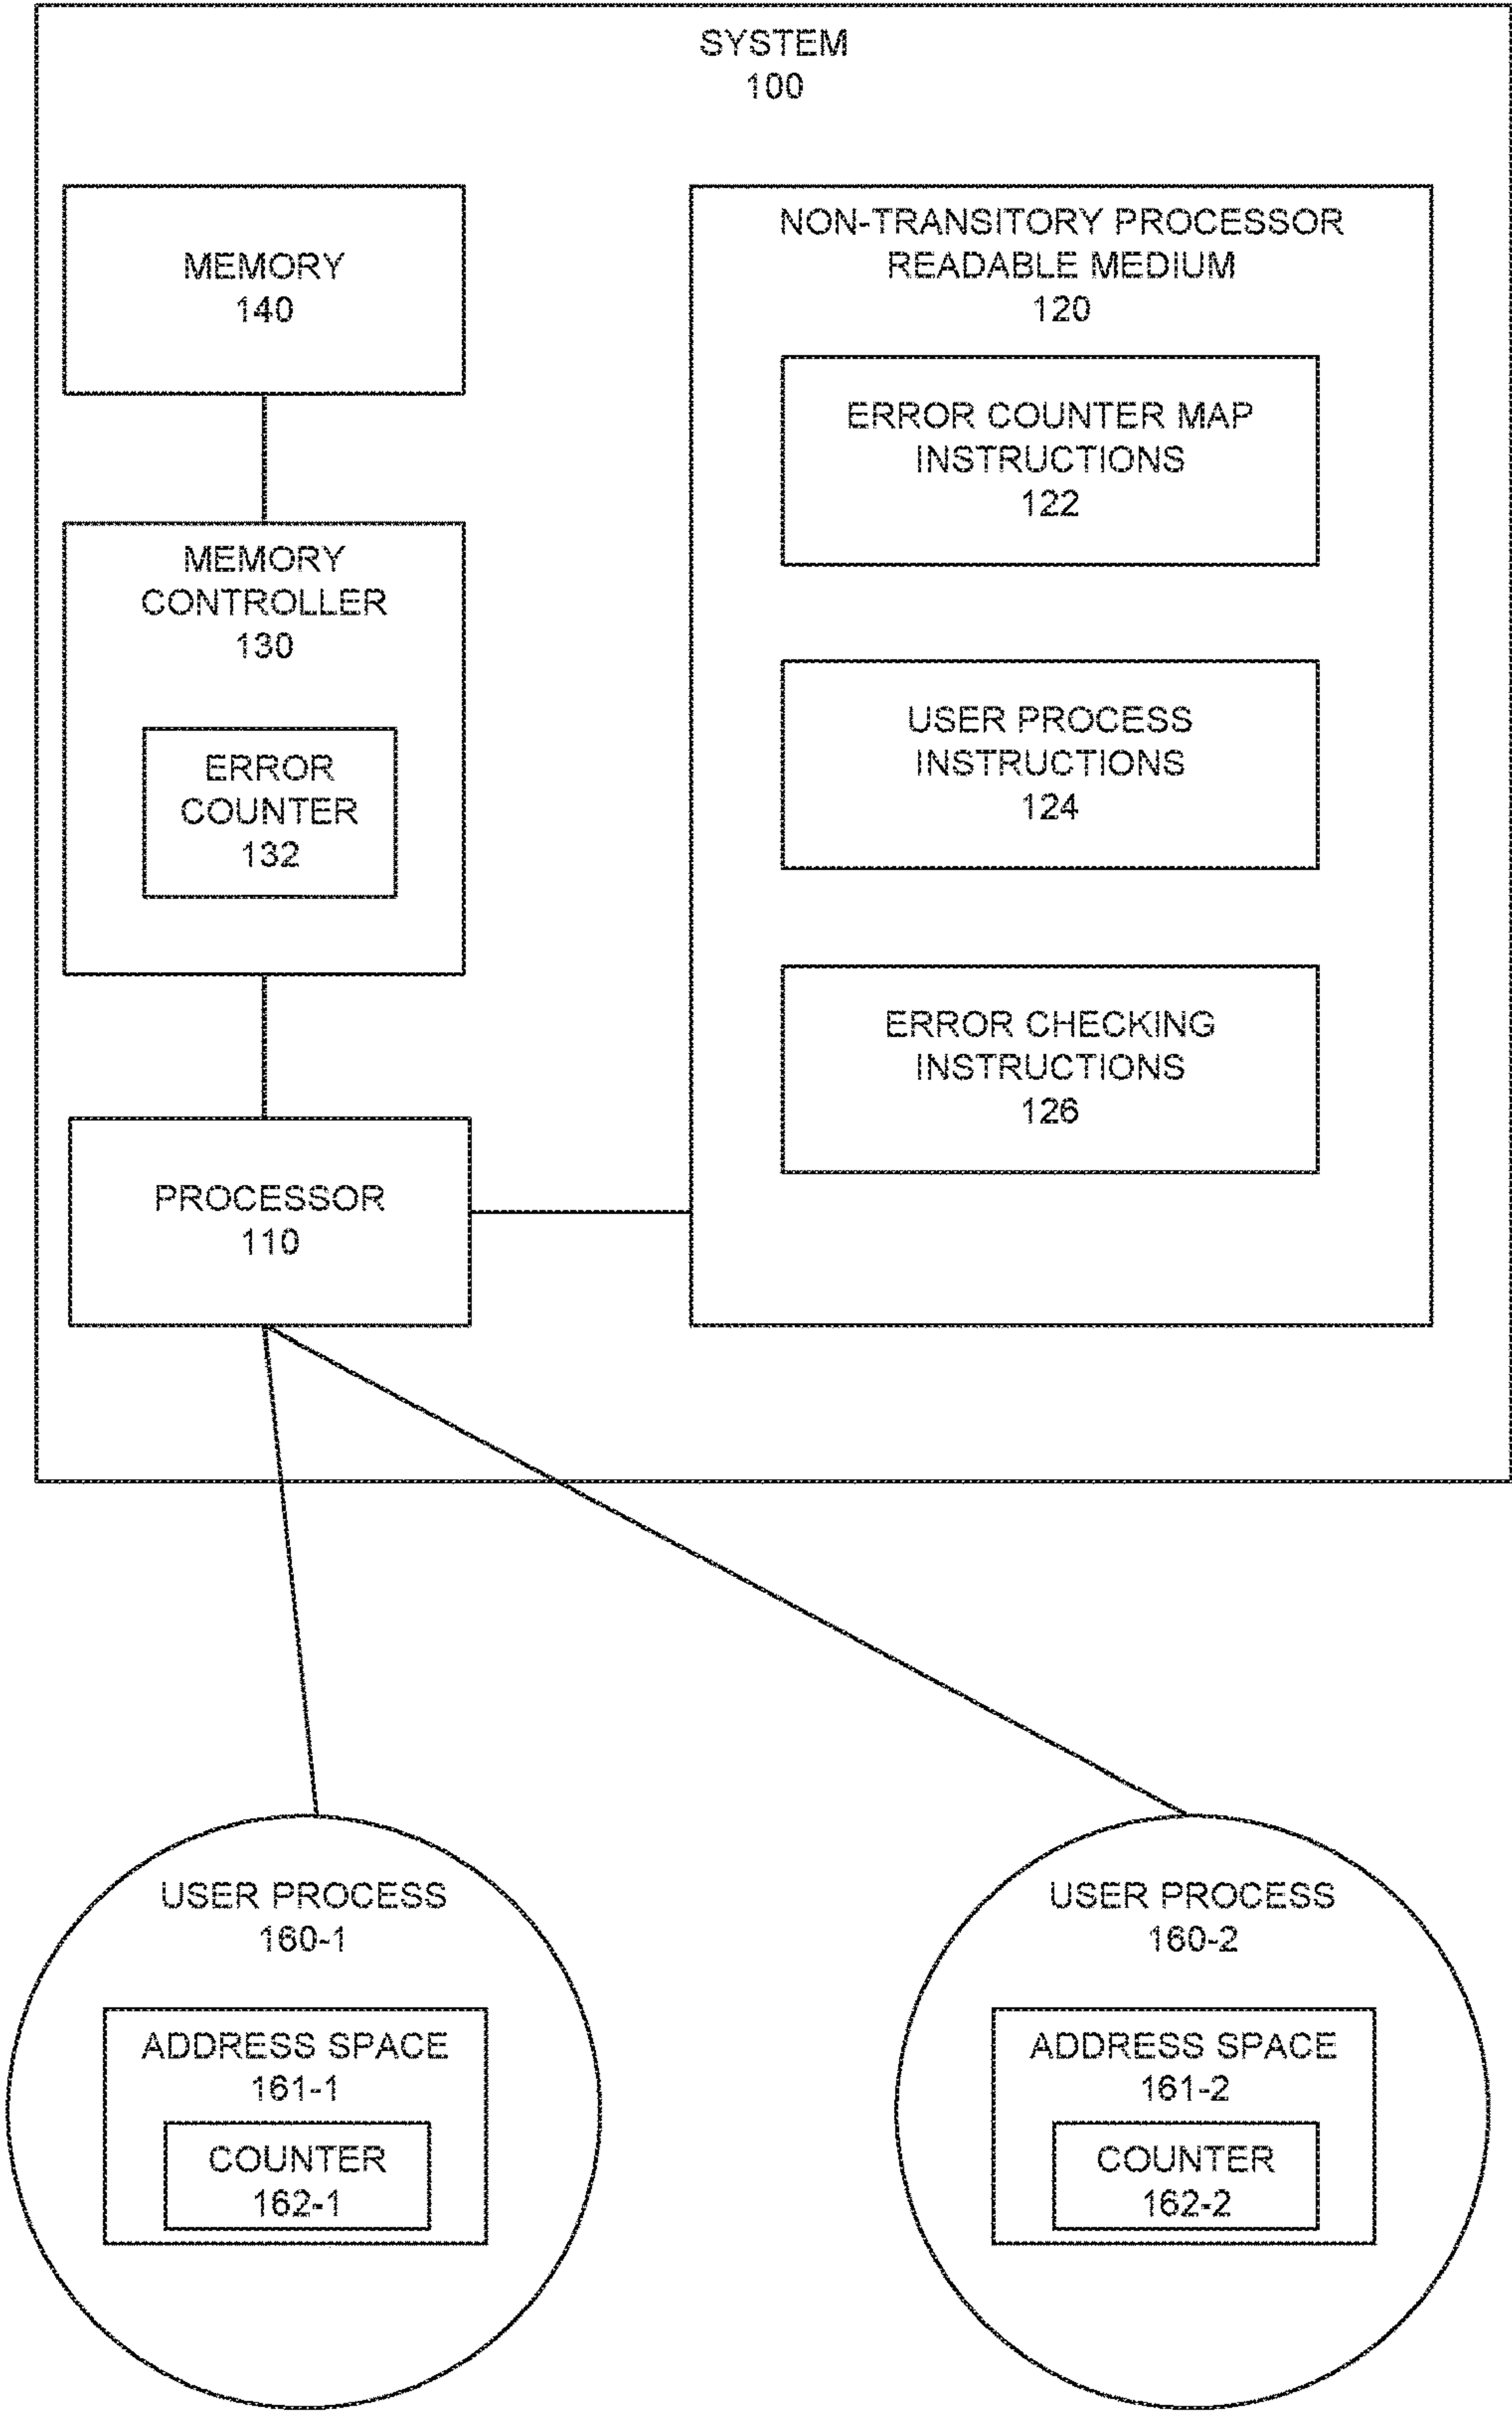 SYSTEM
100
MEMORY
140
MEMORY
CONTROLLER
130
ERROR
COUNTER
132
PROCESSOR
110
NON-TRANSITORY PROCESSOR
READABLE MEDIUM
120
ERROR COUNTER MAP
INSTRUCTIONS
122
USER PROCESS
INSTRUCTIONS
124
ERROR CHECKING
INSTRUCTIONS
126
USER PROCESS
160-1
ADDRESS SPACE
161-1
COUNTER
162-1
USER PROCESS
160-2
ADDRESS SPACE
161-2
COUNTER
162-2